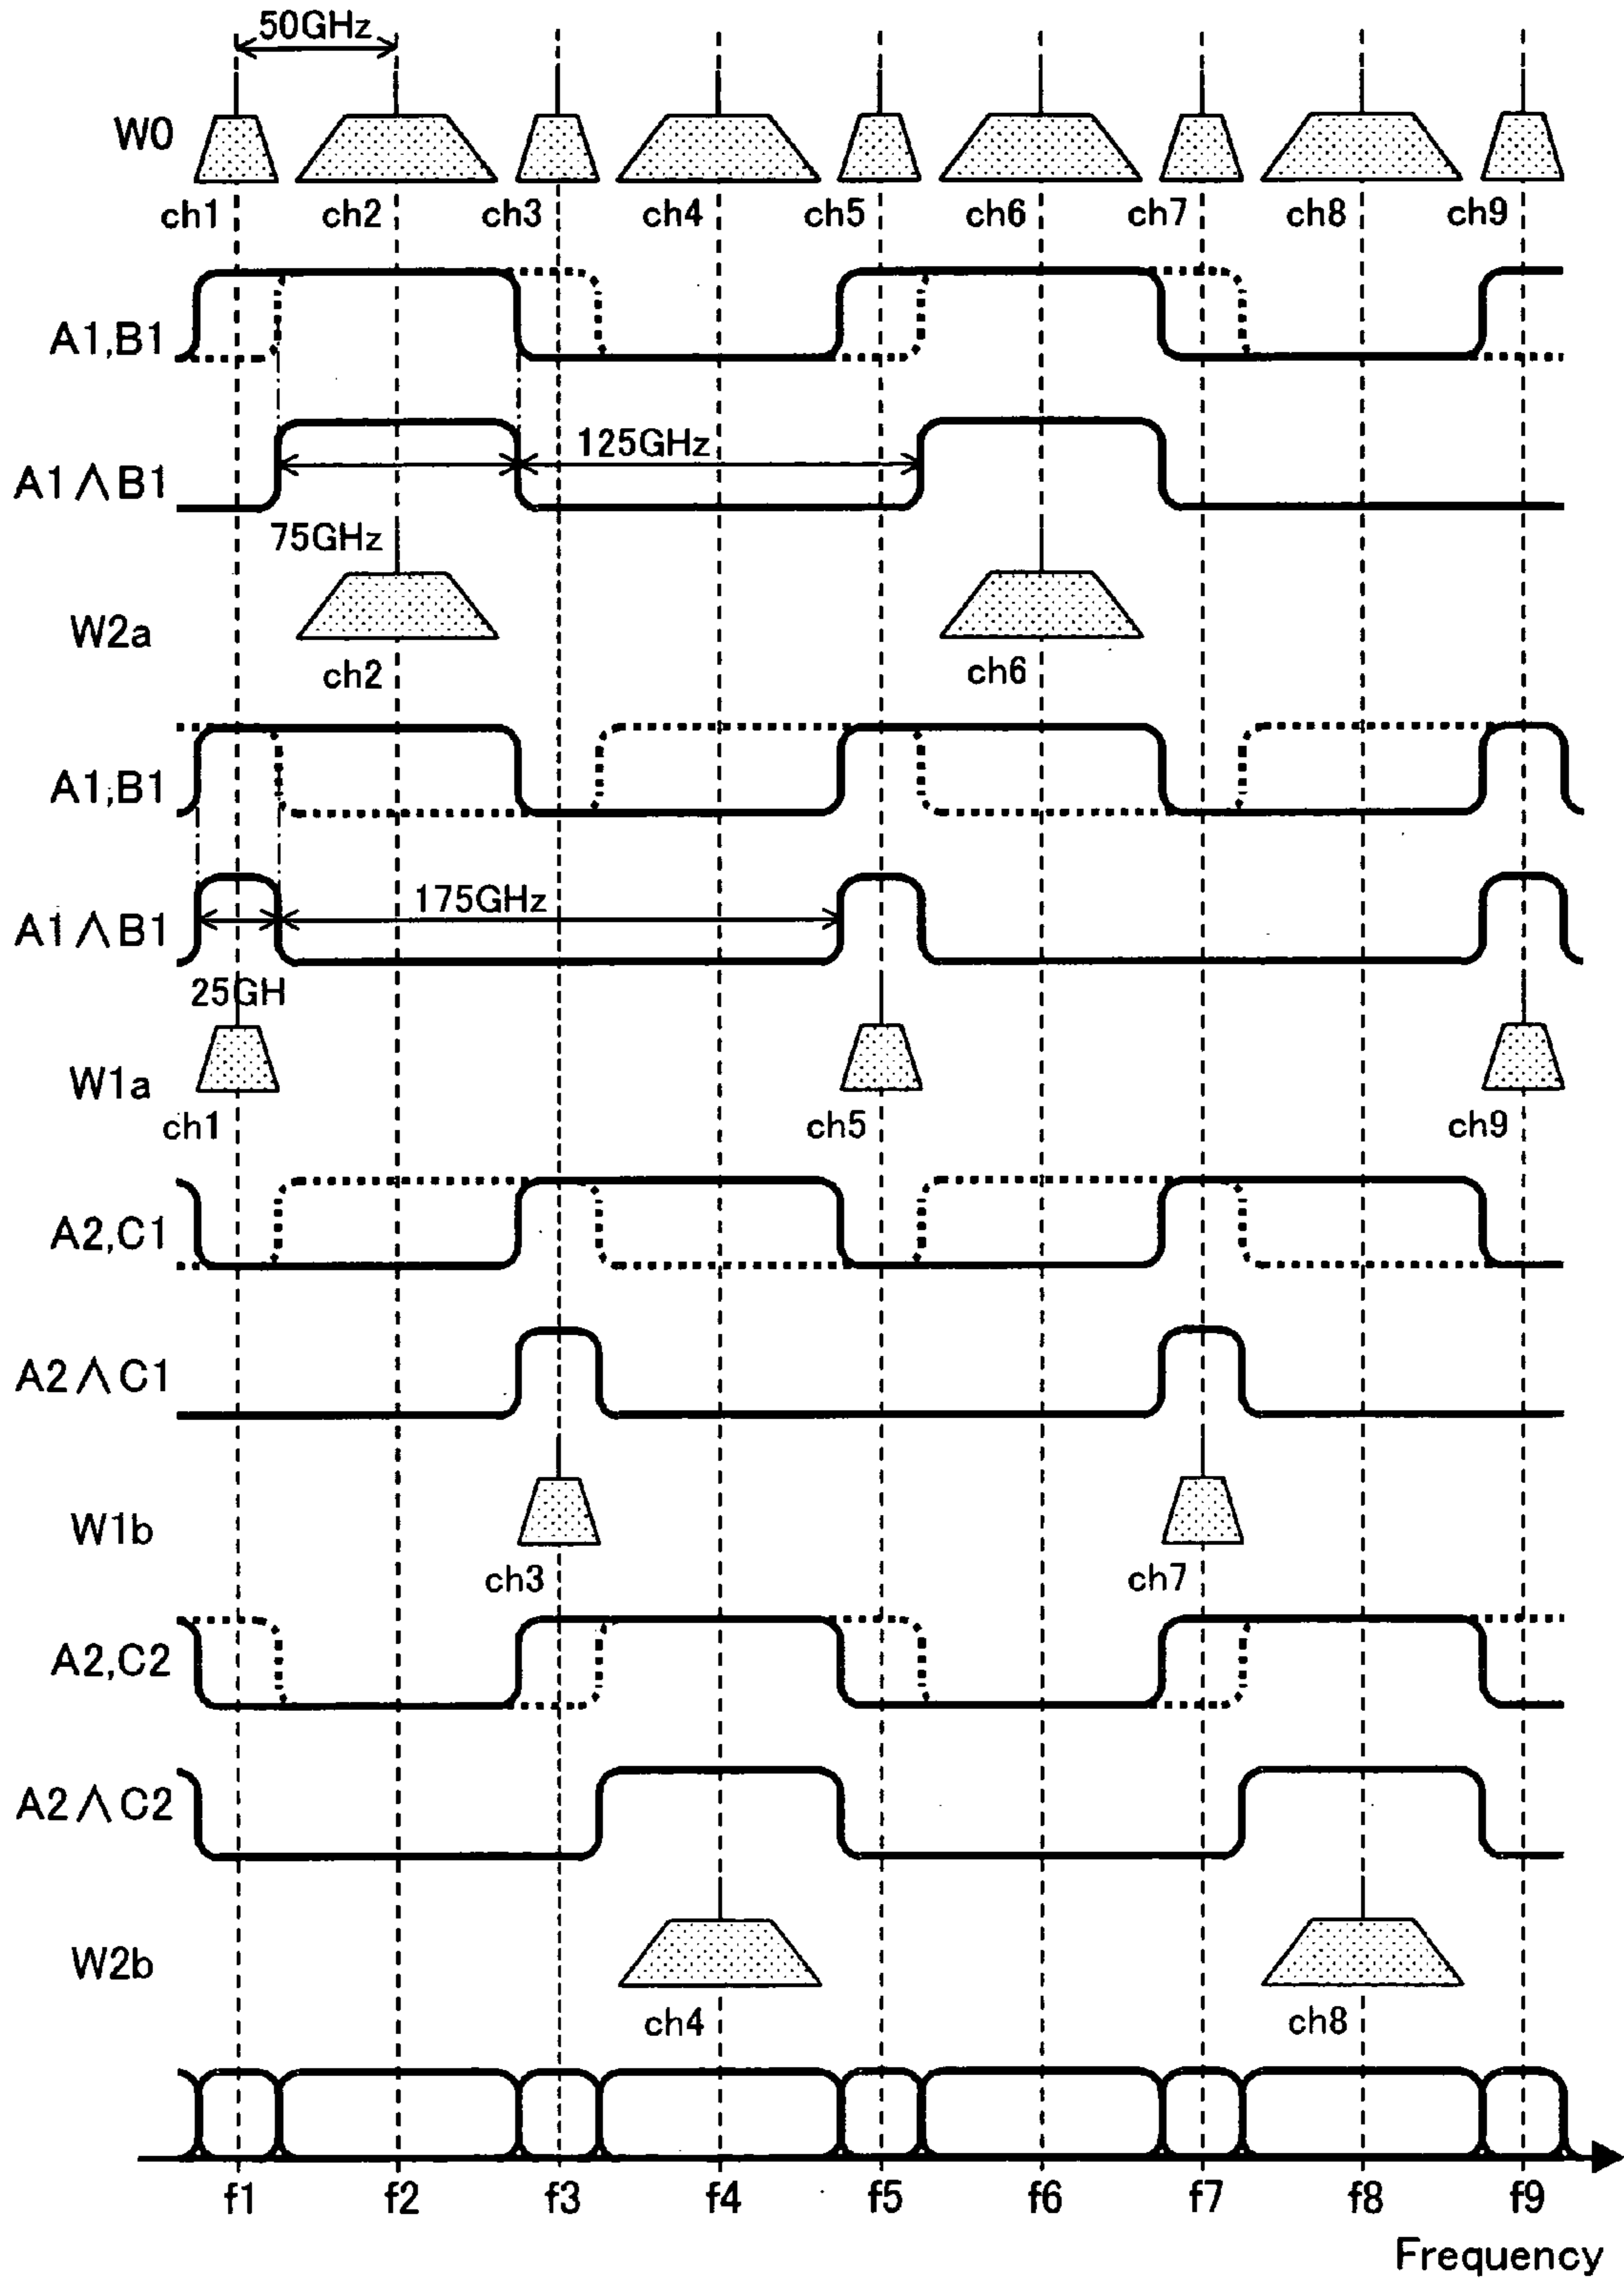 50GHz
W0
ch1 ch2 ch3 ch4 ch5 ch6 ch7 ch8 ch9
A1,B1
125GHz
A1∧B1
75GHz
W2a
ch2 ch6
A1,B1
175GHz
A1∧B1
25GH
W1a
ch1 ch5 ch9
A2,C1
A2∧C1
W1b
ch3 ch7
A2,C2
A2∧C2
W2b
ch4 ch8
f1 f2 f3 f4 f5 f6 f7 f8 f9
Frequency